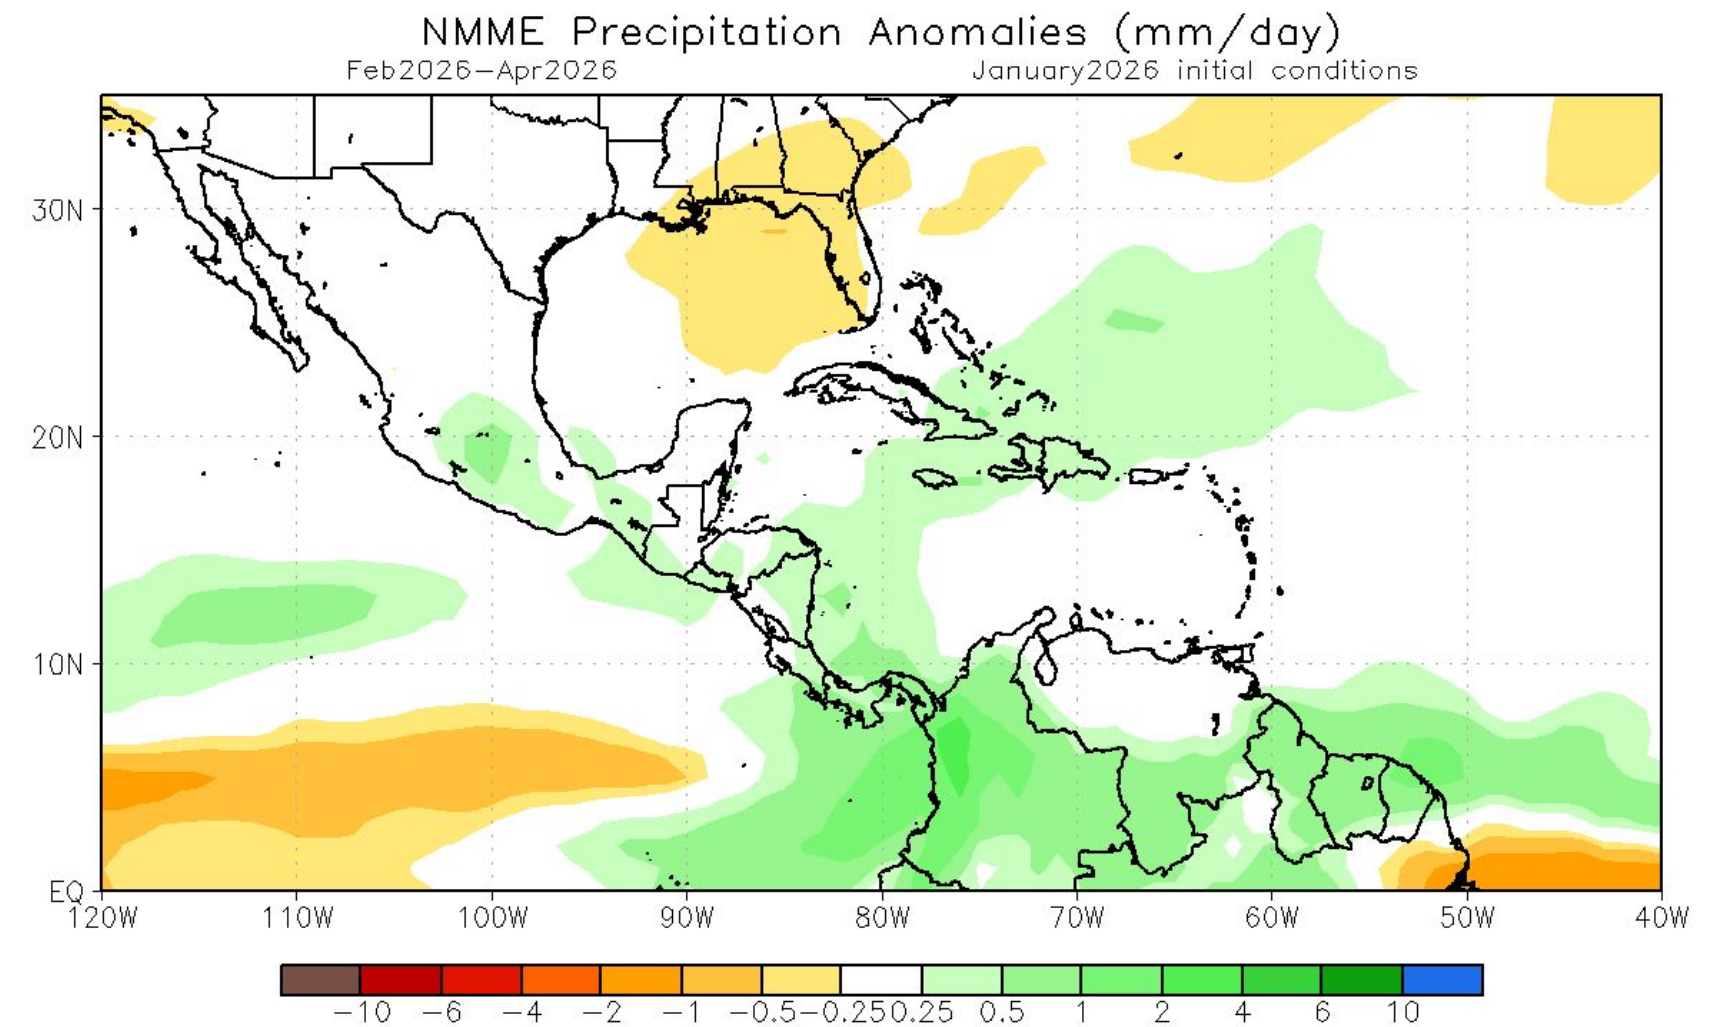 NMME Precipitation Anomalies (mm/day)
Feb2026−Apr2026 January2026 initial conditions
30N
20N
10N
EQ
120W 110W 100W 90W 80W 70W 60W 50W 40W
−10 −6 −4 −2 −1 −0.5 −0.25 0.25 0.5 1 2 4 6 10